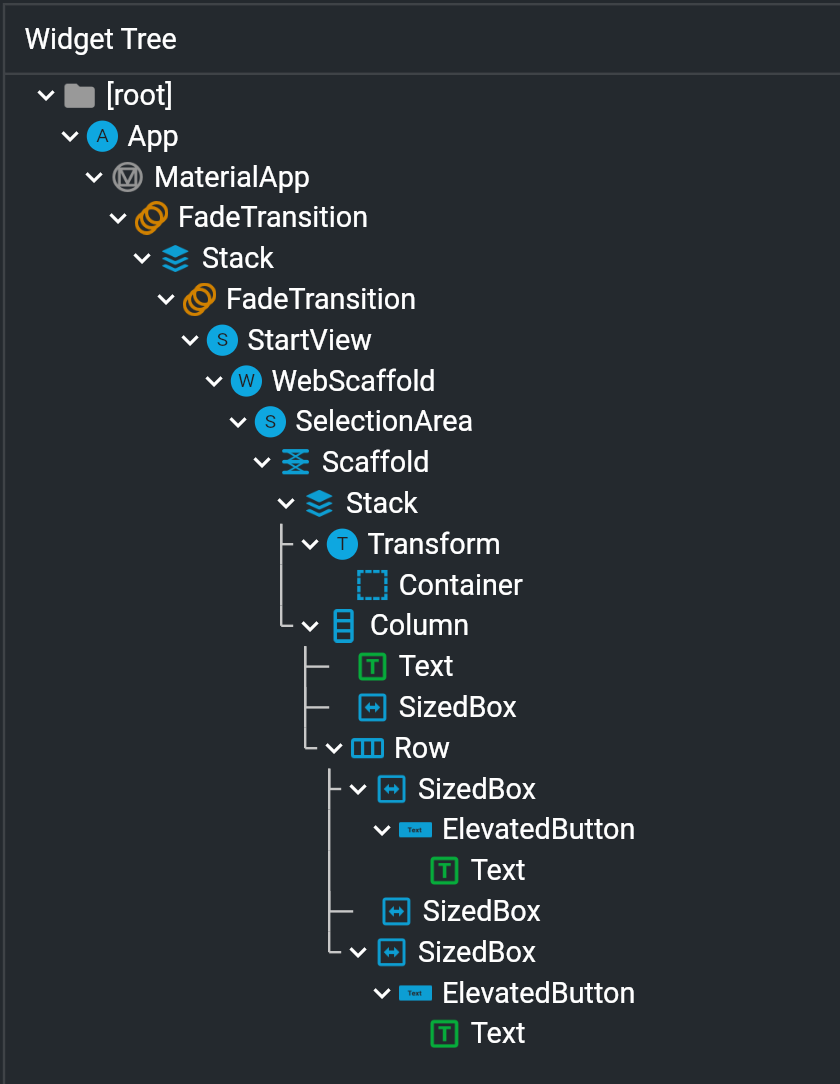 Widget Tree
[root]
A App
MaterialApp
FadeTransition
Stack
FadeTransition
S StartView
W WebScaffold
S SelectionArea
Scaffold
Stack
T Transform
Container
Column
T Text
SizedBox
Row
SizedBox
Text ElevatedButton
T Text
SizedBox
SizedBox
Text ElevatedButton
T Text